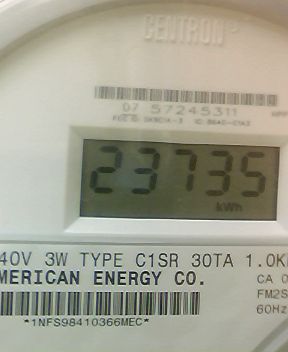 CENTRON®
07 57245311
23735
kWh
40V 3W TYPE C1SR 30TA 1.0K
MERICAN ENERGY CO.
CA 0
FM2S
60Hz
*1NFS98410366MEC*